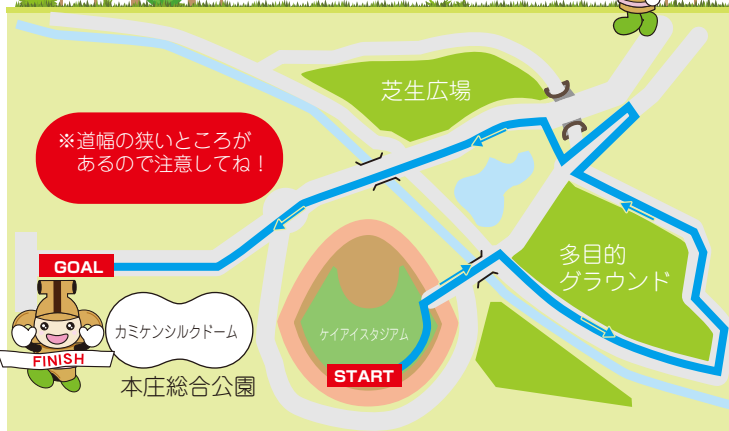 芝生広場
※道幅の狭いところが
あるので注意してね！
多目的
グラウンド
GOAL
カミケンシルクドーム
ケイアイスタジアム
FINISH
START
本庄総合公園